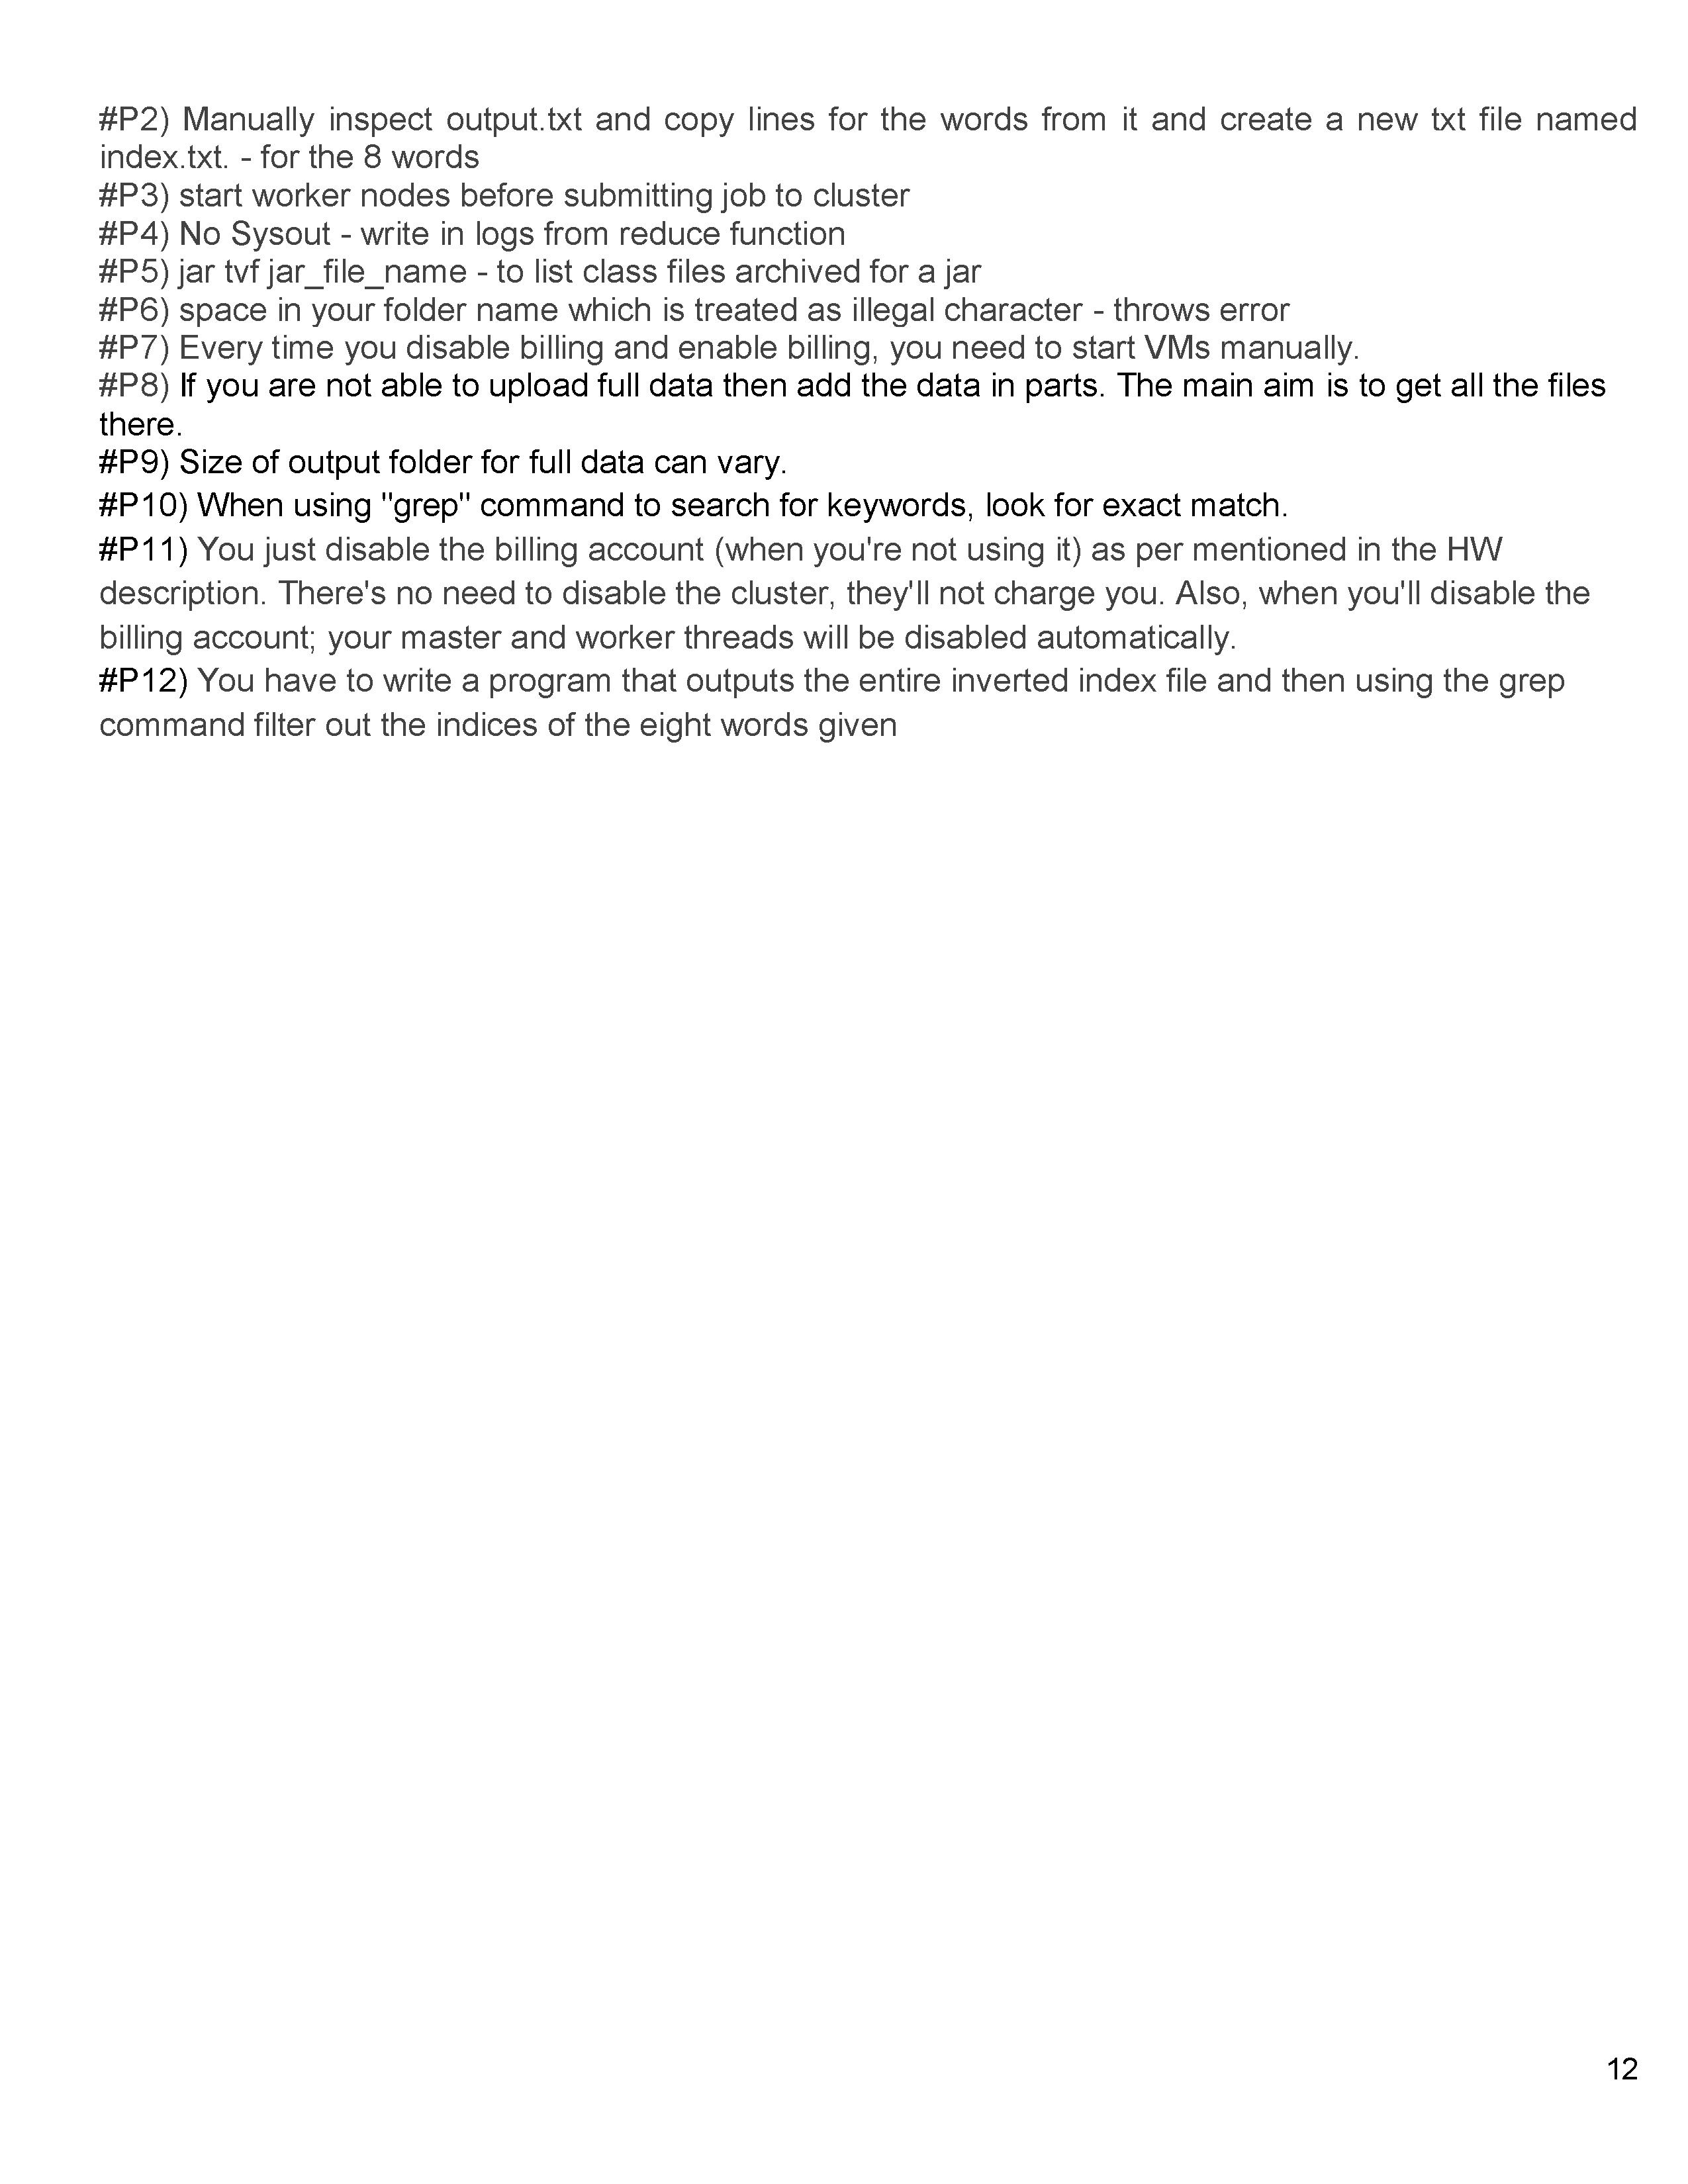 #P2) Manually inspect output.txt and copy lines for the words from it and create a new txt file named
index.txt. - for the 8 words
#P3) start worker nodes before submitting job to cluster
#P4) No Sysout - write in logs from reduce function
#P5) jar tvf jar_file_name - to list class files archived for a jar
#P6) space in your folder name which is treated as illegal character - throws error
#P7) Every time you disable billing and enable billing, you need to start VMs manually.
#P8) If you are not able to upload full data then add the data in parts. The main aim is to get all the files
there.
#P9) Size of output folder for full data can vary.
#P10) When using "grep" command to search for keywords, look for exact match.
#P11) You just disable the billing account (when you're not using it) as per mentioned in the HW
description. There's no need to disable the cluster, they'll not charge you. Also, when you'll disable the
billing account; your master and worker threads will be disabled automatically.
#P12) You have to write a program that outputs the entire inverted index file and then using the grep
command filter out the indices of the eight words given
12